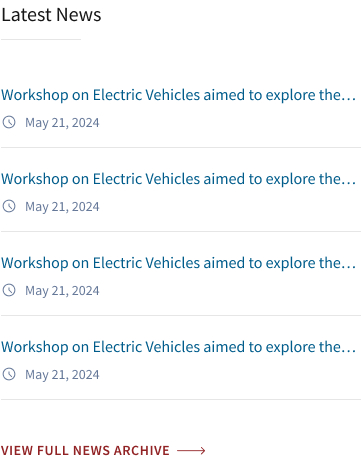 Latest News
Workshop on Electric Vehicles aimed to explore the...
May 21, 2024
Workshop on Electric Vehicles aimed to explore the...
May 21, 2024
Workshop on Electric Vehicles aimed to explore the...
May 21, 2024
Workshop on Electric Vehicles aimed to explore the...
May 21, 2024
VIEW FULL NEWS ARCHIVE